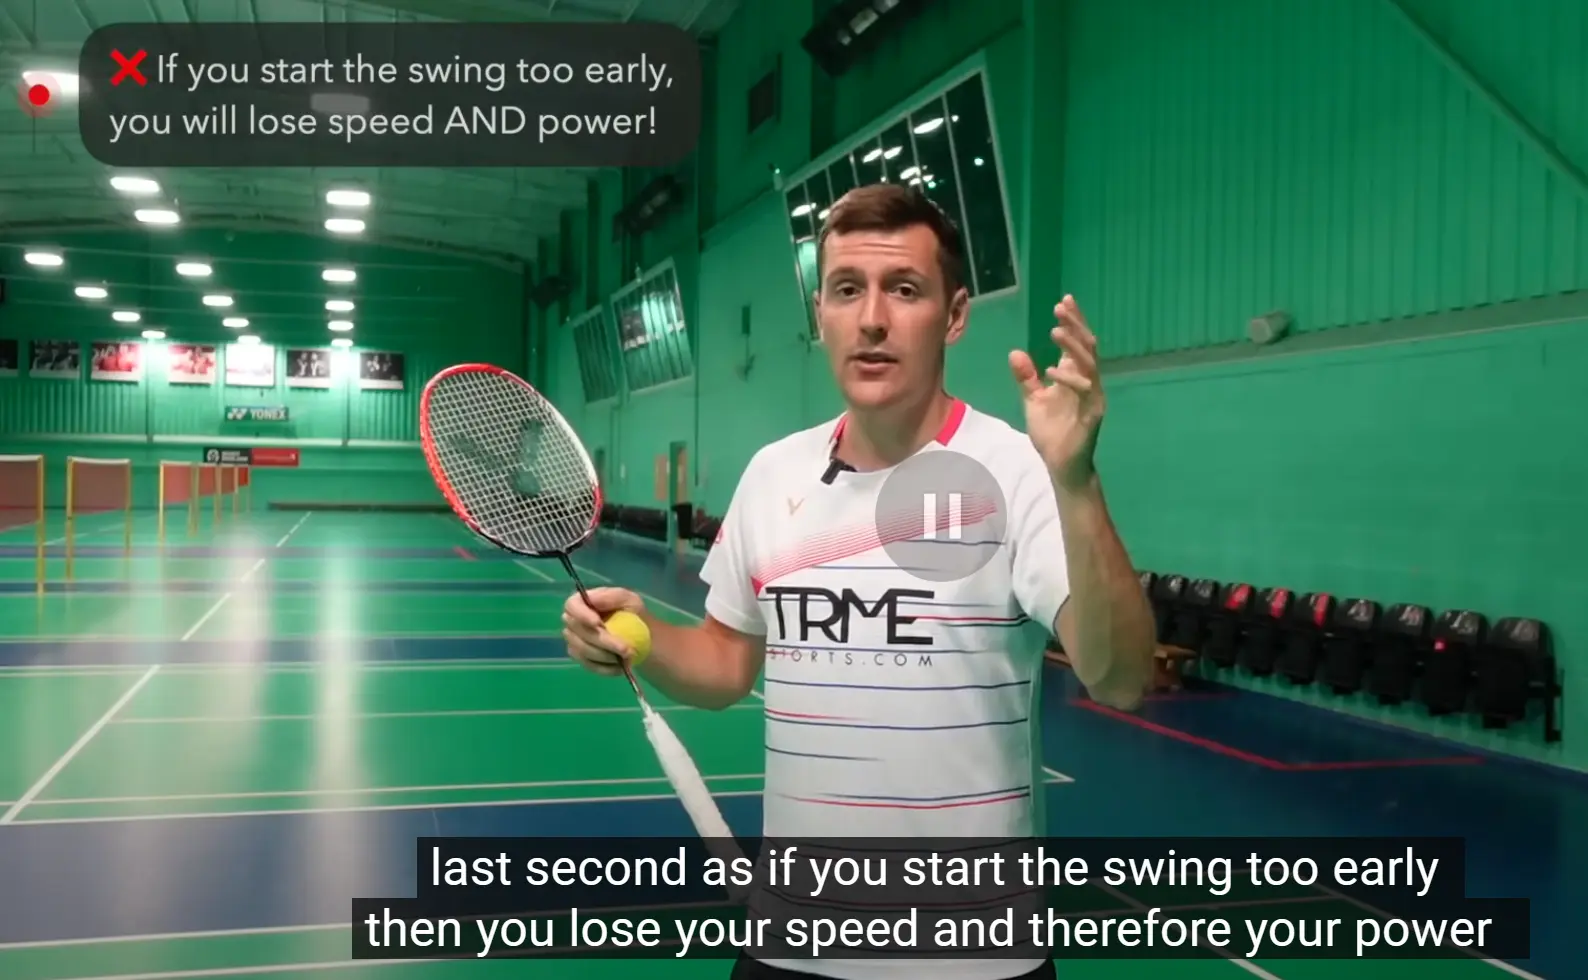 If you start the swing too early,
you will lose speed AND power!
YONEX
TRME
SPORTS.COM
last second as if you start the swing too early
then you lose your speed and therefore your power